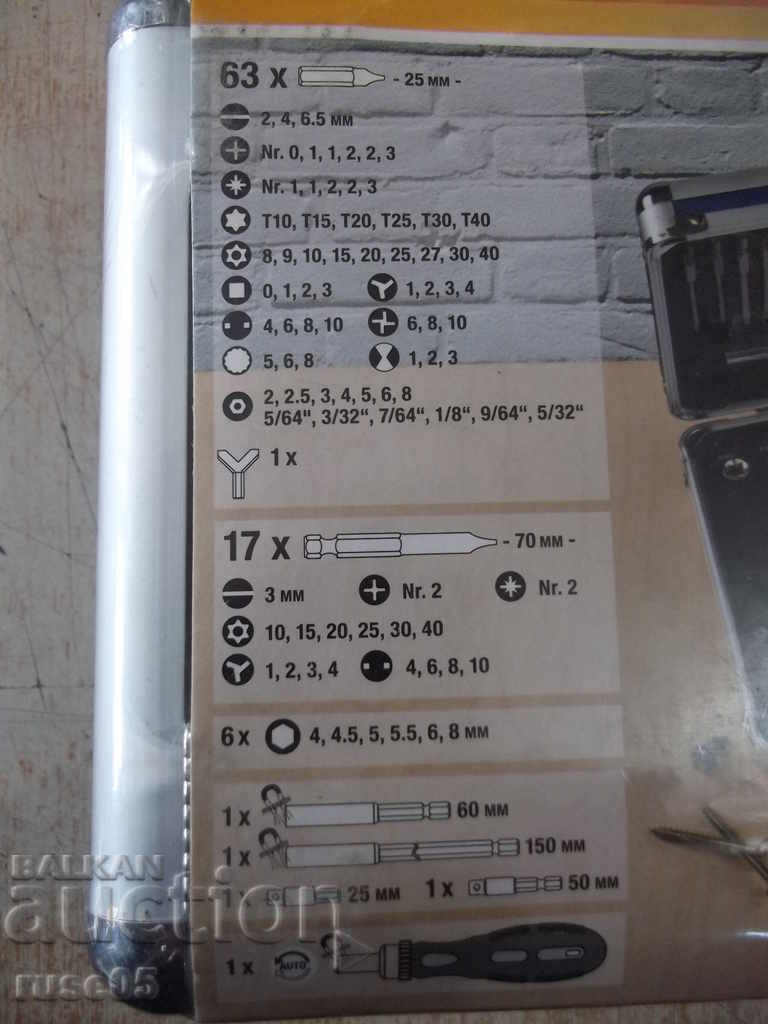 63 x - 25 мм -
2, 4, 6.5 мм
Nr. 0, 1, 1, 2, 2, 3
Nr. 1, 1, 2, 2, 3
T10, T15, T20, T25, T30, T40
8, 9, 10, 15, 20, 25, 27, 30, 40
0, 1, 2, 3 1, 2, 3, 4
4, 6, 8, 10 6, 8, 10
5, 6, 8 1, 2, 3
2, 2.5, 3, 4, 5, 6, 8
5/64“, 3/32“, 7/64“, 1/8“, 9/64“, 5/32“
1 x
17 x - 70 мм -
3 мм Nr. 2 Nr. 2
10, 15, 20, 25, 30, 40
1, 2, 3, 4 4, 6, 8, 10
6x 4, 4.5, 5, 5.5, 6, 8 мм
1 x 60 мм
1 x 150 мм
1 x 25 мм 1 x 50 мм
1 x AUTO
BALKAN
auction
ruse05